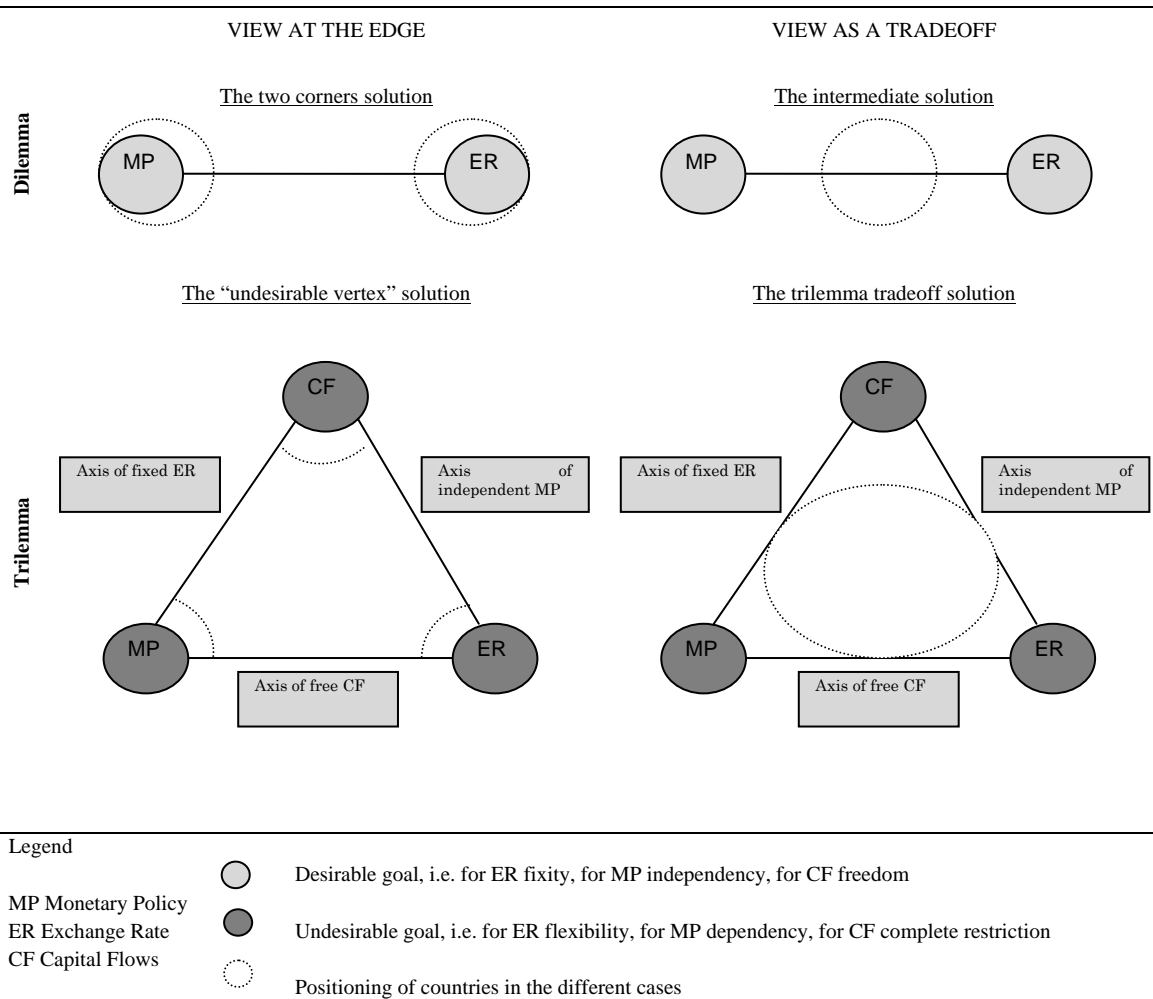 VIEW AT THE EDGE
VIEW AS A TRADEOFF
Dilemma
The two corners solution
MP
ER
The intermediate solution
MP
ER
Trilemma
The “undesirable vertex” solution
CF
Axis of fixed ER
Axis of
independent MP
MP
ER
Axis of free CF
The trilemma tradeoff solution
CF
Axis of fixed ER
Axis of
independent MP
MP
ER
Axis of free CF
Legend
MP Monetary Policy
ER Exchange Rate
CF Capital Flows
Desirable goal, i.e. for ER fixity, for MP independency, for CF freedom
Undesirable goal, i.e. for ER flexibility, for MP dependency, for CF complete restriction
Positioning of countries in the different cases